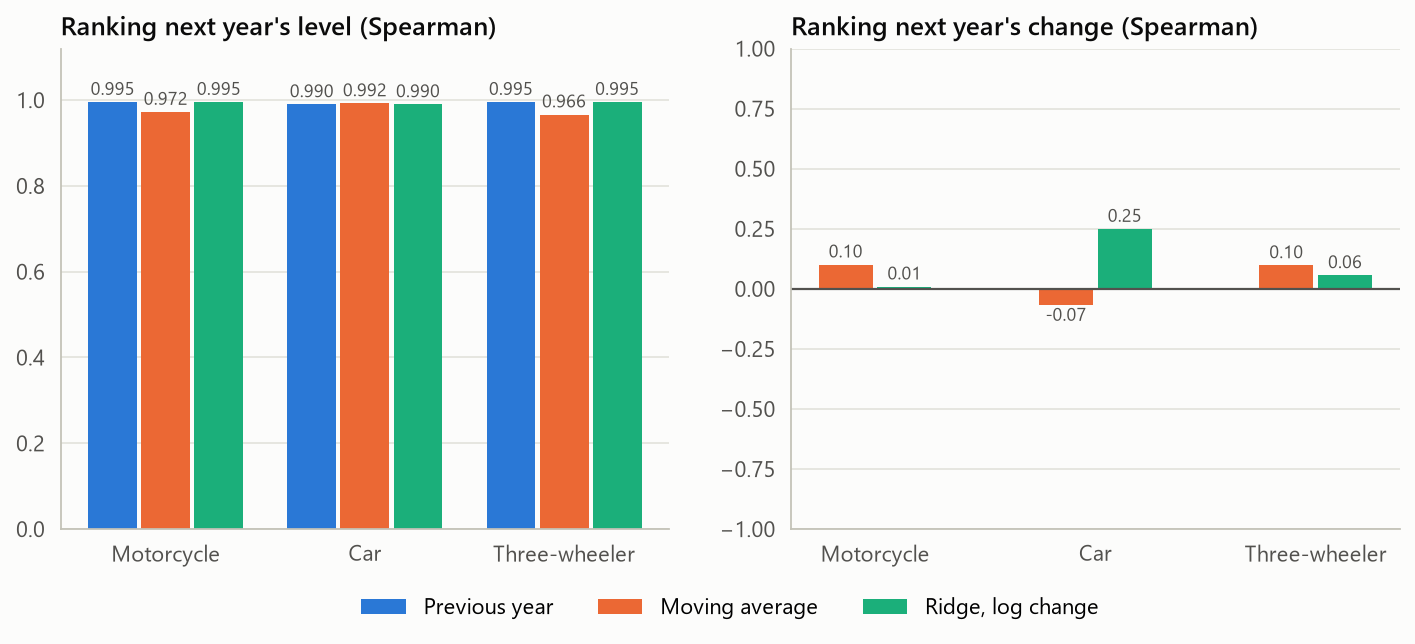 Ranking next year's level (Spearman)
1.0
0.8
0.6
0.4
0.2
0.0
0.995
0.972
0.995
0.990
0.992
0.990
0.995
0.966
0.995
Motorcycle
Car
Three-wheeler
Ranking next year's change (Spearman)
1.00
0.75
0.50
0.25
0.00
−0.25
−0.50
−0.75
−1.00
0.10
0.01
-0.07
0.25
0.10
0.06
Motorcycle
Car
Three-wheeler
Previous year
Moving average
Ridge, log change